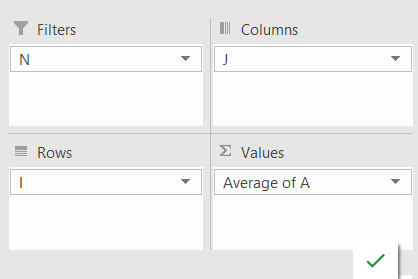 Filters
Columns
N
J
Rows
Values
I
Average of A